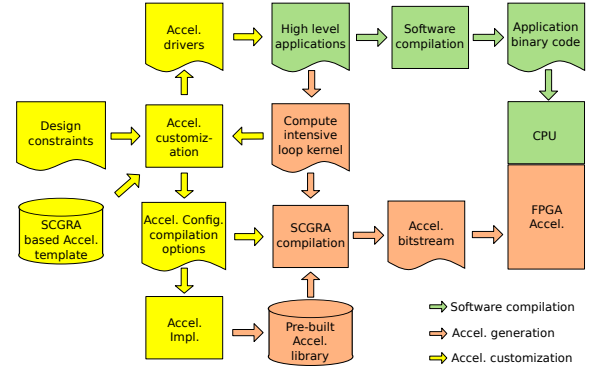 Accel.
drivers
High level
applications
Software
compilation
Application
binary code
Design
constraints
Accel.
customiz-
ation
Compute
intensive
loop kernel
CPU
SCGRA
based Accel.
template
Accel. Config.
compilation
options
SCGRA
compilation
Accel.
bitstream
FPGA
Accel.
Accel.
Impl.
Pre-built
Accel.
library
Software compilation
Accel. generation
Accel. customization